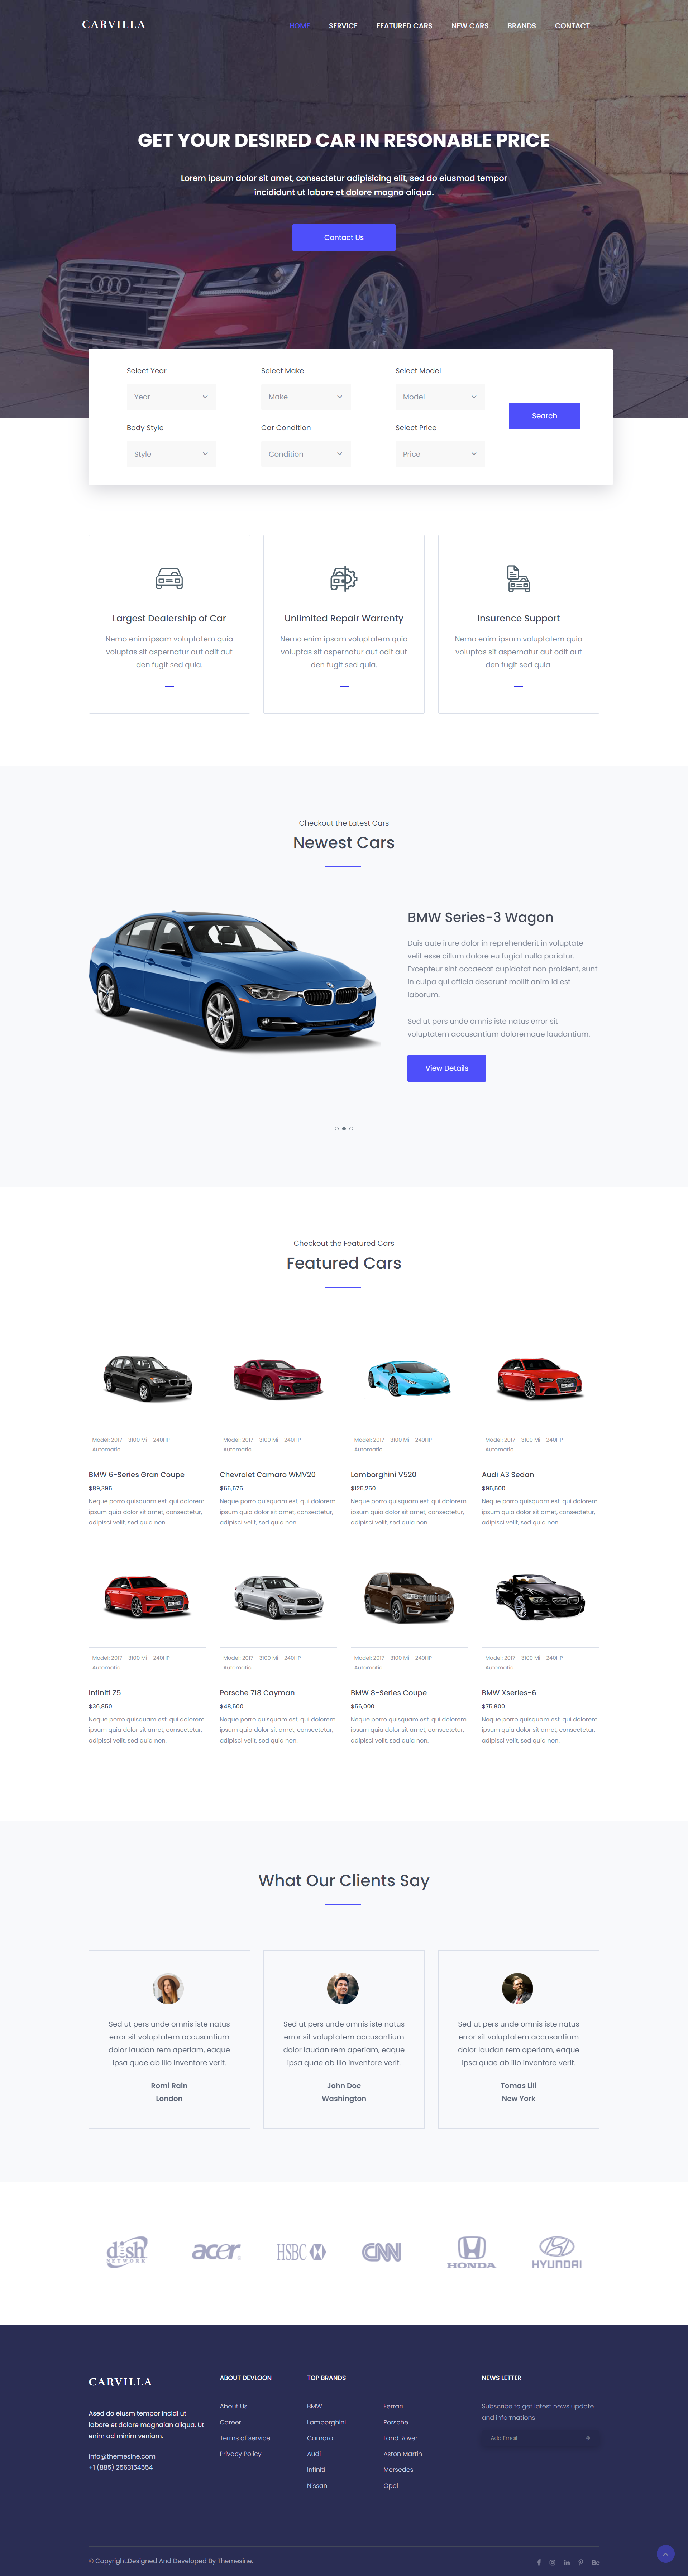 CARVILLA
HOME SERVICE FEATURED CARS NEW CARS BRANDS CONTACT
GET YOUR DESIRED CAR IN RESONABLE PRICE
Lorem ipsum dolor sit amet, consectetur adipisicing elit, sed do eiusmod tempor
incididunt ut labore et dolore magna aliqua.
Contact Us
Select Year Select Make Select Model
Year Make Model
Search
Body Style Car Condition Select Price
Style Condition Price
Largest Dealership of Car
Nemo enim ipsam voluptatem quia
voluptas sit aspernatur aut odit aut
den fugit sed quia.
Unlimited Repair Warrenty
Nemo enim ipsam voluptatem quia
voluptas sit aspernatur aut odit aut
den fugit sed quia.
Insurence Support
Nemo enim ipsam voluptatem quia
voluptas sit aspernatur aut odit aut
den fugit sed quia.
Checkout the Latest Cars
Newest Cars
BMW Series-3 Wagon
Duis aute irure dolor in reprehenderit in voluptate
velit esse cillum dolore eu fugiat nulla pariatur.
Excepteur sint occaecat cupidatat non proident, sunt
in culpa qui officia deserunt mollit anim id est
laborum.
Sed ut pers unde omnis iste natus error sit
voluptatem accusantium doloremque laudantium.
View Details
Checkout the Featured Cars
Featured Cars
Model: 2017 3100 Mi 240HP
Automatic
BMW 6-Series Gran Coupe
$89,395
Neque porro quisquam est, qui dolorem
ipsum quia dolor sit amet, consectetur,
adipisci velit, sed quia non.
Model: 2017 3100 Mi 240HP
Automatic
Chevrolet Camaro WMV20
$66,575
Neque porro quisquam est, qui dolorem
ipsum quia dolor sit amet, consectetur,
adipisci velit, sed quia non.
Model: 2017 3100 Mi 240HP
Automatic
Lamborghini V520
$125,250
Neque porro quisquam est, qui dolorem
ipsum quia dolor sit amet, consectetur,
adipisci velit, sed quia non.
Model: 2017 3100 Mi 240HP
Automatic
Audi A3 Sedan
$95,500
Neque porro quisquam est, qui dolorem
ipsum quia dolor sit amet, consectetur,
adipisci velit, sed quia non.
Model: 2017 3100 Mi 240HP
Automatic
Infiniti Z5
$36,850
Neque porro quisquam est, qui dolorem
ipsum quia dolor sit amet, consectetur,
adipisci velit, sed quia non.
Model: 2017 3100 Mi 240HP
Automatic
Porsche 718 Cayman
$48,500
Neque porro quisquam est, qui dolorem
ipsum quia dolor sit amet, consectetur,
adipisci velit, sed quia non.
Model: 2017 3100 Mi 240HP
Automatic
BMW 8-Series Coupe
$56,000
Neque porro quisquam est, qui dolorem
ipsum quia dolor sit amet, consectetur,
adipisci velit, sed quia non.
Model: 2017 3100 Mi 240HP
Automatic
BMW Xseries-6
$75,800
Neque porro quisquam est, qui dolorem
ipsum quia dolor sit amet, consectetur,
adipisci velit, sed quia non.
What Our Clients Say
Sed ut pers unde omnis iste natus
error sit voluptatem accusantium
dolor laudan rem aperiam, eaque
ipsa quae ab illo inventore verit.
Romi Rain
London
Sed ut pers unde omnis iste natus
error sit voluptatem accusantium
dolor laudan rem aperiam, eaque
ipsa quae ab illo inventore verit.
John Doe
Washington
Sed ut pers unde omnis iste natus
error sit voluptatem accusantium
dolor laudan rem aperiam, eaque
ipsa quae ab illo inventore verit.
Tomas Lili
New York
dish
NETWORK
acer
HSBC
CNN
HONDA
HYUNDAI
CARVILLA
Ased do eiusm tempor incidi ut
labore et dolore magnaian aliqua. Ut
enim ad minim veniam.
info@themesine.com
+1 (885) 2563154554
ABOUT DEVLOON
About Us
Career
Terms of service
Privacy Policy
TOP BRANDS
BMW
Lamborghini
Camaro
Audi
Infiniti
Nissan
Ferrari
Porsche
Land Rover
Aston Martin
Mersedes
Opel
NEWS LETTER
Subscribe to get latest news update
and informations
Add Email
© Copyright.Designed And Developed By Themesine.